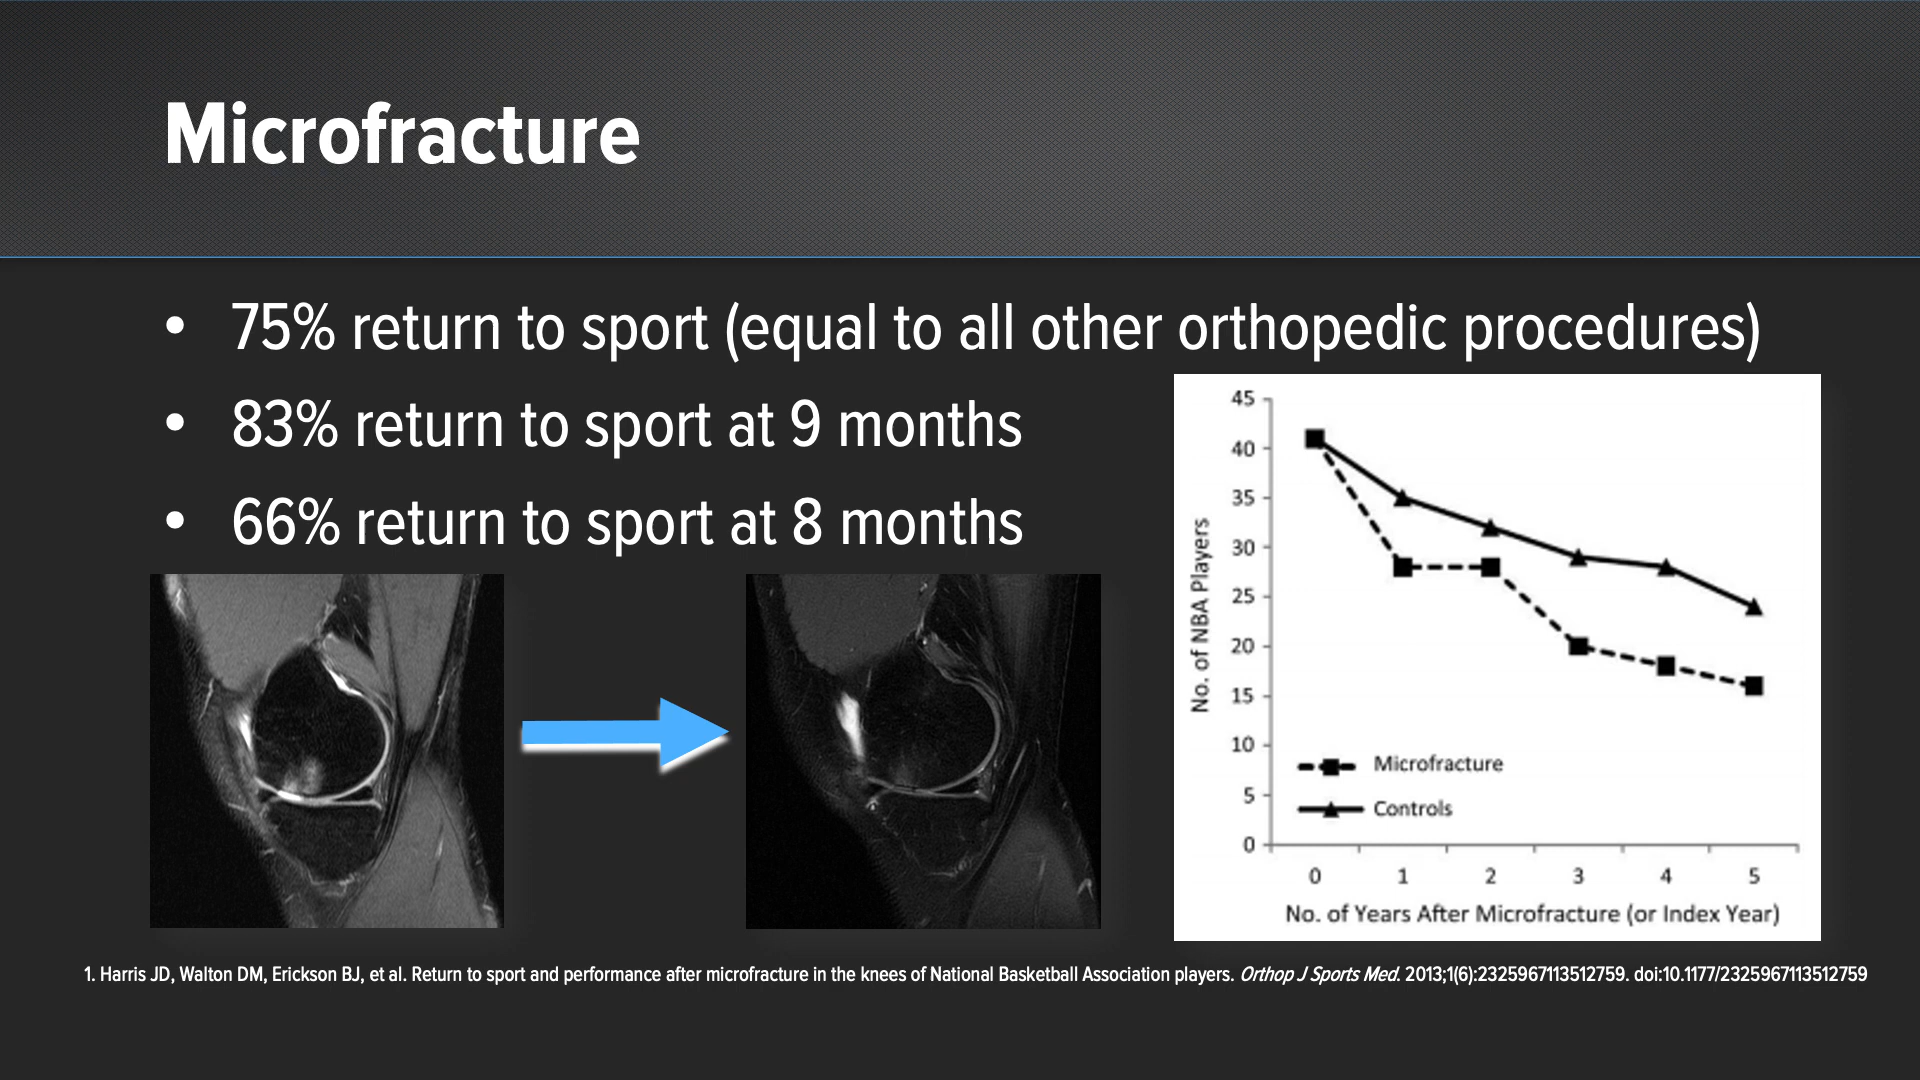 Microfracture
• 75% return to sport (equal to all other orthopedic procedures)
• 83% return to sport at 9 months
• 66% return to sport at 8 months
45
40
35
30
25
20
15
10
5
0
No. of NBA Players
Microfracture
Controls
0 1 2 3 4 5
No. of Years After Microfracture (or Index Year)
1. Harris JD, Walton DM, Erickson BJ, et al. Return to sport and performance after microfracture in the knees of National Basketball Association players. Orthop J Sports Med. 2013;1(6):2325967113512759. doi:10.1177/2325967113512759